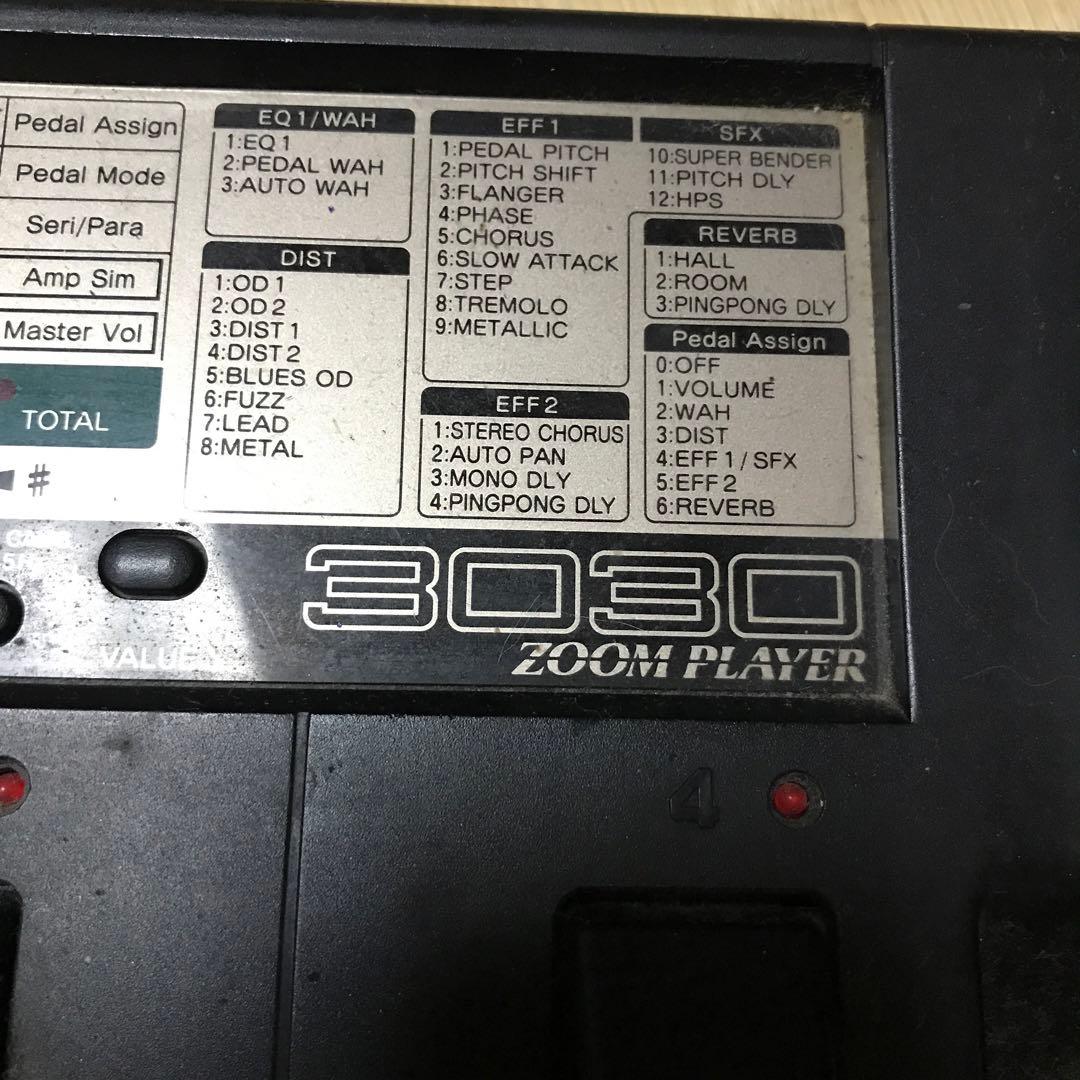 Pedal Assign
Pedal Mode
Seri/Para
Amp Sim
Master Vol
TOTAL
#
EQ1/WAH
1:EQ1
2:PEDAL WAH
3:AUTO WAH
DIST
1:OD1
2:OD2
3:DIST1
4:DIST2
5:BLUES OD
6:FUZZ
7:LEAD
8:METAL
EFF1
1:PEDAL PITCH
2:PITCH SHIFT
3:FLANGER
4:PHASE
5:CHORUS
6:SLOW ATTACK
7:STEP
8:TREMOLO
9:METALLIC
EFF2
1:STEREO CHORUS
2:AUTO PAN
3:MONO DLY
4:PINGPONG DLY
SFX
10:SUPER BENDER
11:PITCH DLY
12:HPS
REVERB
1:HALL
2:ROOM
3:PINGPONG DLY
Pedal Assign
0:OFF
1:VOLUME
2:WAH
3:DIST
4:EFF1/SFX
5:EFF2
6:REVERB
VALUE
3030
ZOOM PLAYER
4